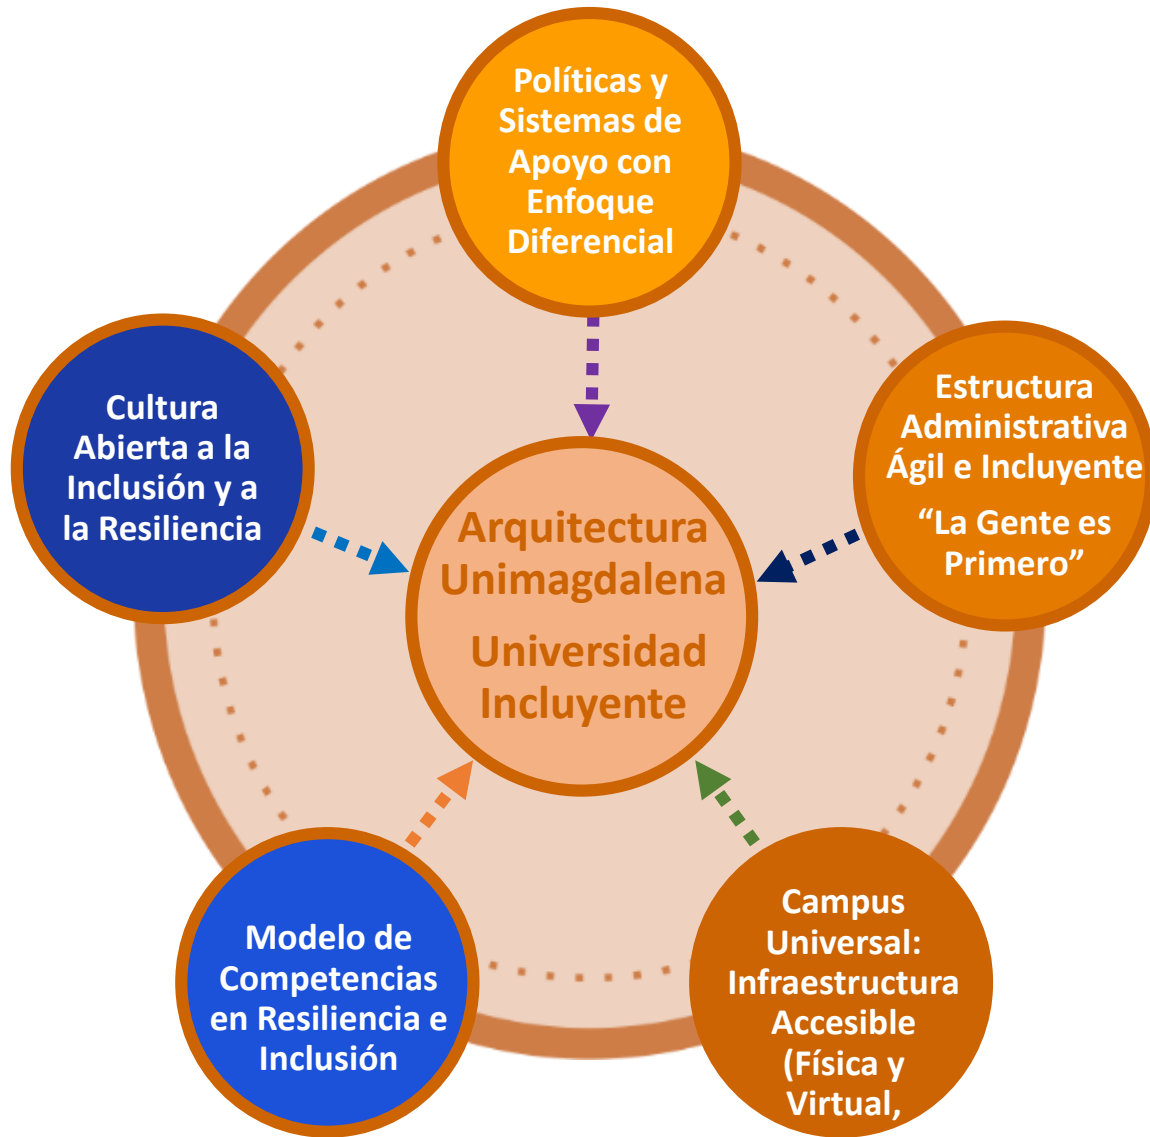 Políticas y
Sistemas de
Apoyo con
Enfoque
Diferencial
Estructura
Administrativa
Ágil e Incluyente
“La Gente es
Primero”
Cultura
Abierta a la
Inclusión y a
la Resiliencia
Arquitectura
Unimagdalena
Universidad
Incluyente
Modelo de
Competencias
en Resiliencia e
Inclusión
Campus
Universal:
Infraestructura
Accesible
(Física y
Virtual,